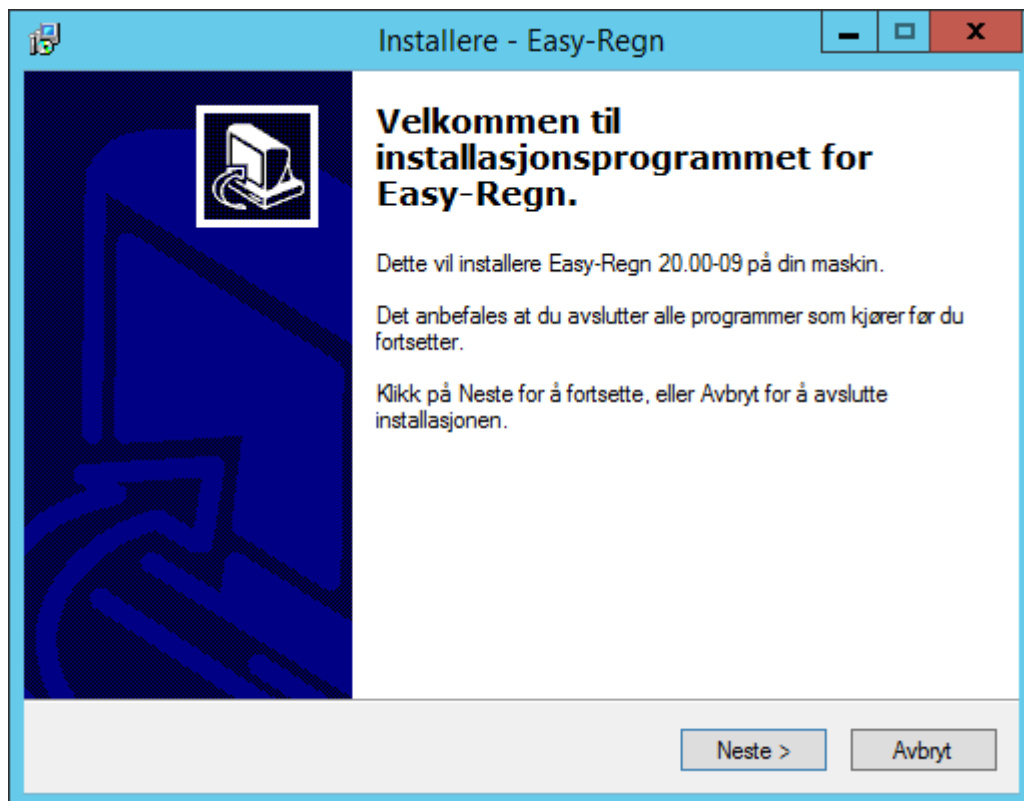 Installere - Easy-Regn
Velkommen til
installasjonsprogrammet for
Easy-Regn.
Dette vil installere Easy-Regn 20.00-09 på din maskin.
Det anbefales at du avslutter alle programmer som kjører før du
fortsetter.
Klikk på Neste for å fortsette, eller Avbryt for å avslutte
installasjonen.
Neste >
Avbryt